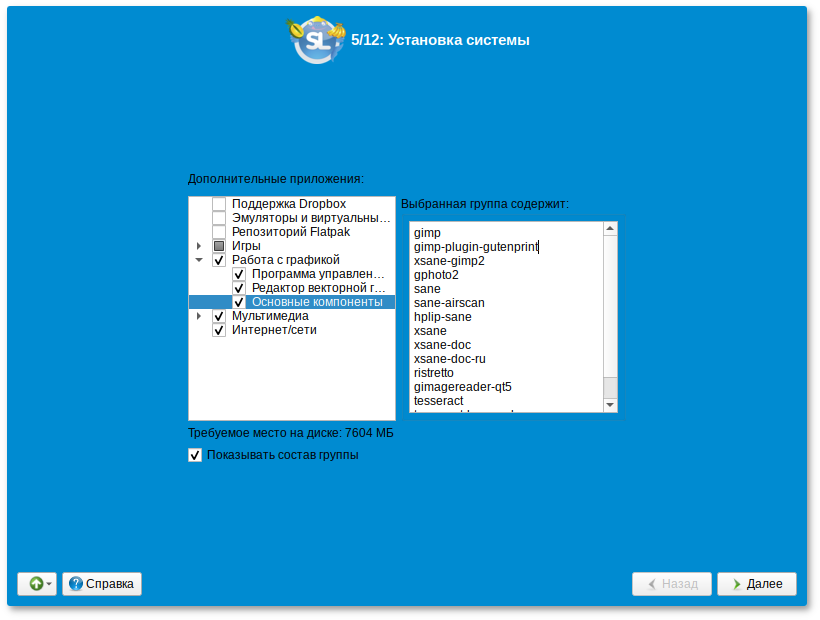 SL
5/12: Установка системы
Дополнительные приложения:
Поддержка Dropbox
Эмуляторы и виртуальны...
Репозиторий Flatpak
Игры
Работа с графикой
Программа управлен...
Редактор векторной г...
Основные компоненты
Мультимедиа
Интернет/сети
Выбранная группа содержит:
gimp
gimp-plugin-gutenprint
xsane-gimp2
gphoto2
sane
sane-airscan
hplip-sane
xsane
xsane-doc
xsane-doc-ru
ristretto
gimagereader-qt5
tesseract
Требуемое место на диске: 7604 МБ
Показывать состав группы
Справка
Назад
Далее